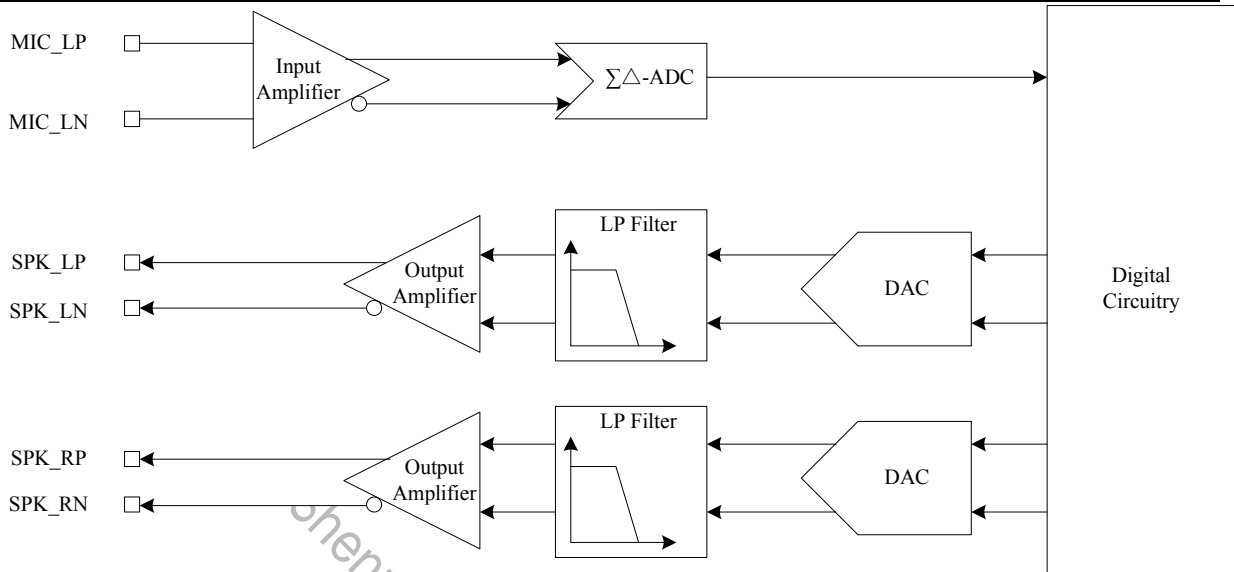 MIC_LP
Input
Amplifier
∑△-ADC
MIC_LN
LP Filter
SPK_LP
Output
Amplifier
DAC
Digital
Circuitry
SPK_LN
LP Filter
SPK_RP
Output
Amplifier
DAC
SPK_RN